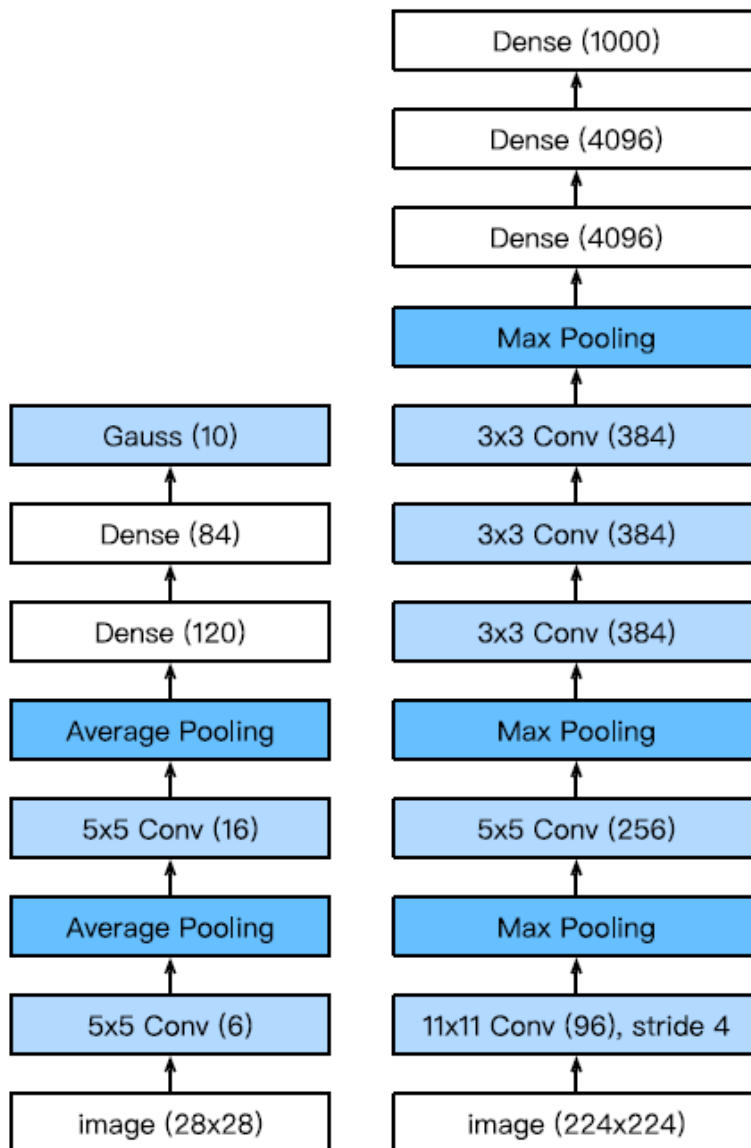 Gauss (10)
Dense (84)
Dense (120)
Average Pooling
5x5 Conv (16)
Average Pooling
5x5 Conv (6)
image (28x28)
Dense (1000)
Dense (4096)
Dense (4096)
Max Pooling
3x3 Conv (384)
3x3 Conv (384)
3x3 Conv (384)
Max Pooling
5x5 Conv (256)
Max Pooling
11x11 Conv (96), stride 4
image (224x224)